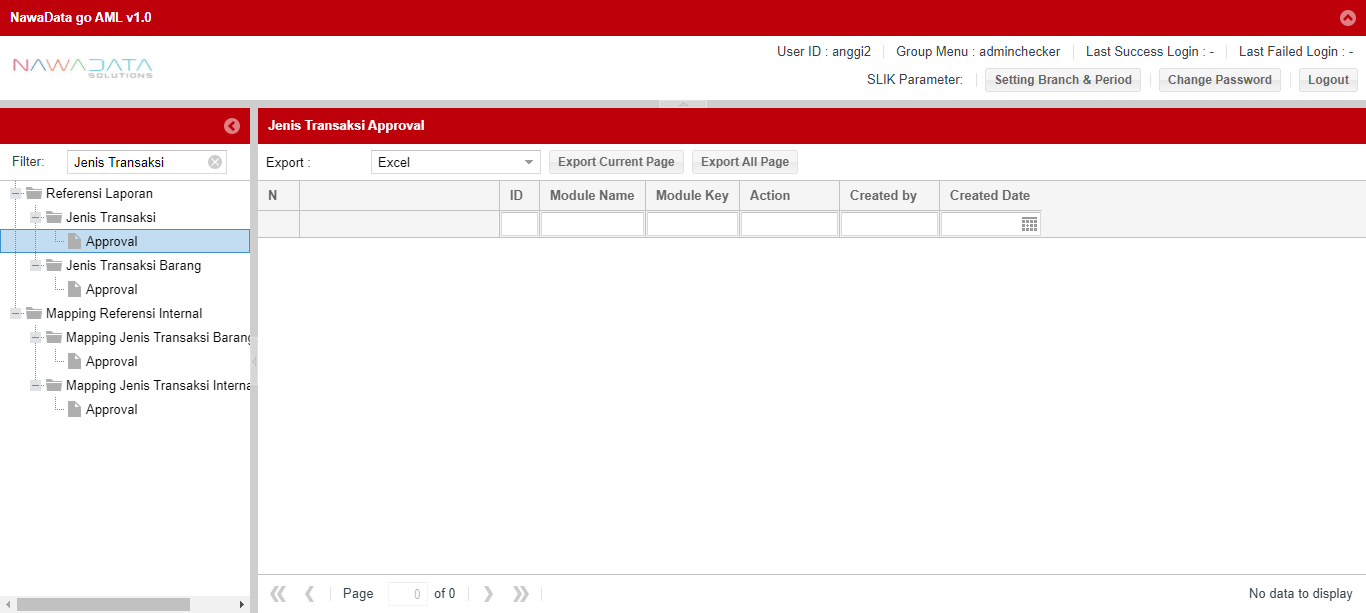 NawaData go AML v1.0
NAWADATA
SOLUTIONS
User ID : anggi2 Group Menu : adminchecker Last Success Login : - Last Failed Login : -
SLIK Parameter: Setting Branch & Period Change Password Logout
Jenis Transaksi Approval
Filter: Jenis Transaksi
Export : Excel Export Current Page Export All Page
Referensi Laporan
Jenis Transaksi
Approval
Jenis Transaksi Barang
Approval
Mapping Referensi Internal
Mapping Jenis Transaksi Barang
Approval
Mapping Jenis Transaksi Interna
Approval
N ID Module Name Module Key Action Created by Created Date
Page 0 of 0
No data to display